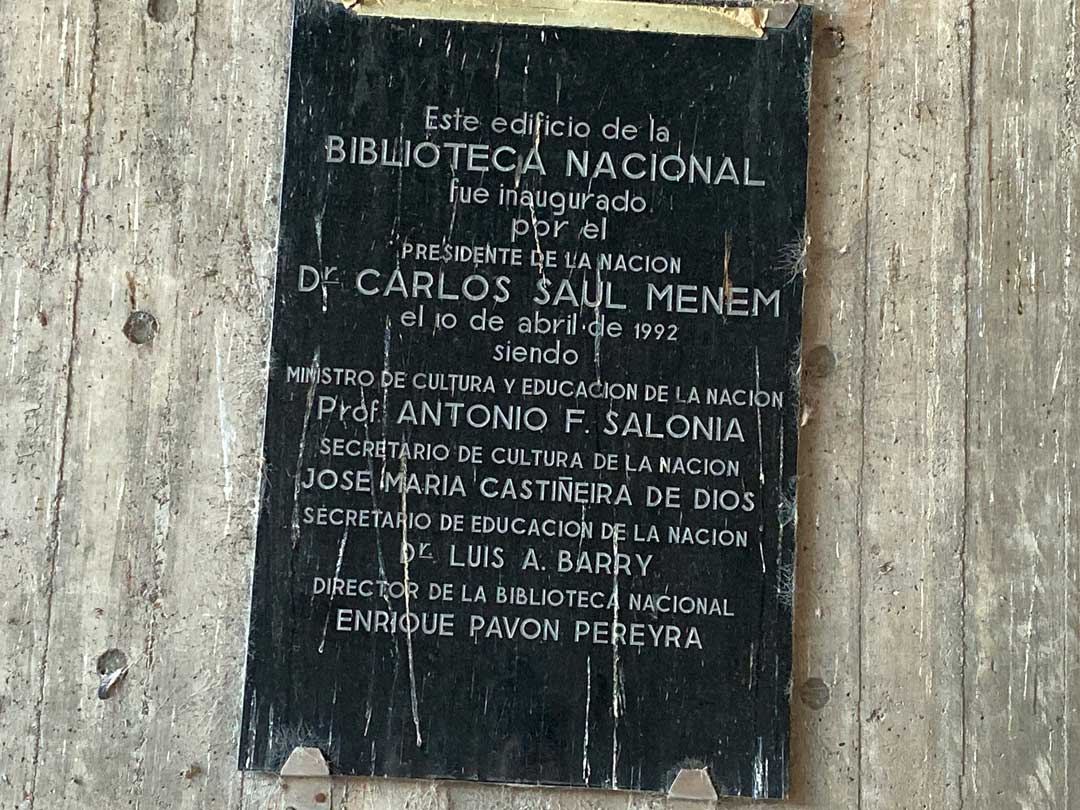 Este edificio de la
BIBLIOTECA NACIONAL
fue inaugurado
por el
PRESIDENTE DE LA NACION
Dr. CARLOS SAUL MENEM
el 10 de abril de 1992
siendo
MINISTRO DE CULTURA Y EDUCACION DE LA NACION
Prof. ANTONIO F. SALONIA
SECRETARIO DE CULTURA DE LA NACION
JOSE MARIA CASTIÑEIRA DE DIOS
SECRETARIO DE EDUCACION DE LA NACION
Dr. LUIS A. BARRY
DIRECTOR DE LA BIBLIOTECA NACIONAL
ENRIQUE PAVON PEREYRA